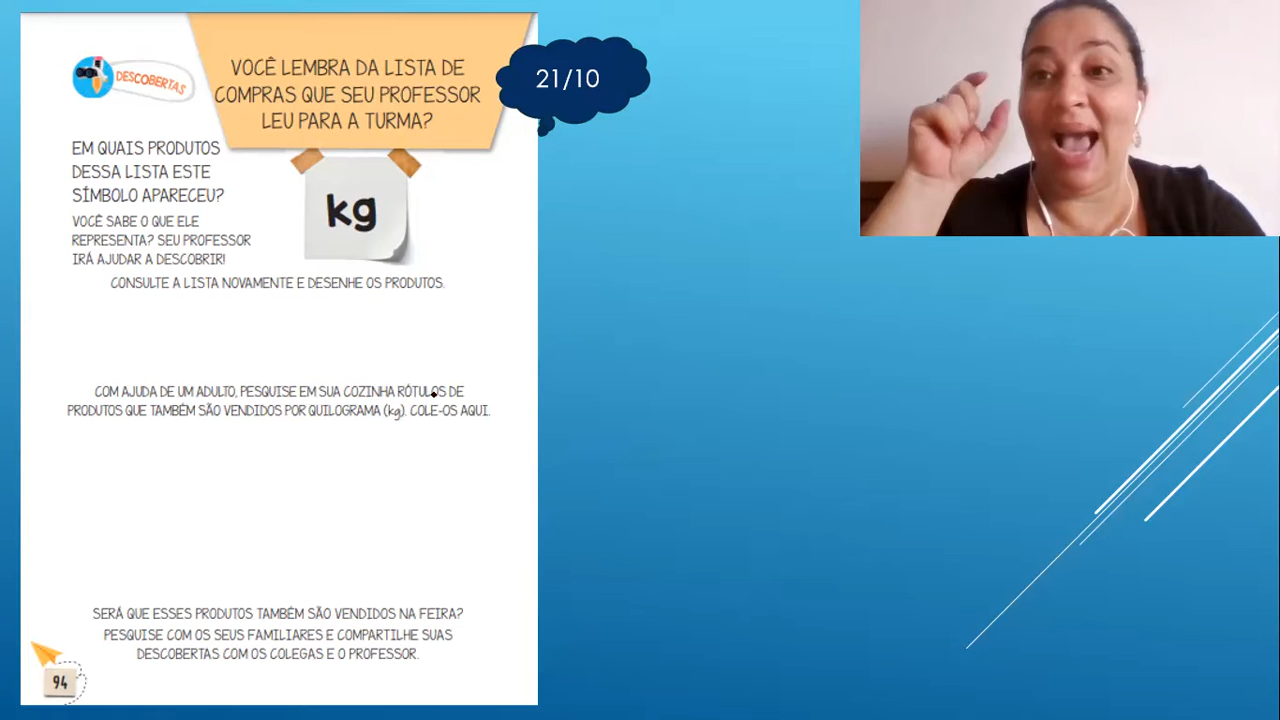 DESCOBERTAS
VOCÊ LEMBRA DA LISTA DE
COMPRAS QUE SEU PROFESSOR
LEU PARA A TURMA?
21/10
EM QUAIS PRODUTOS
DESSA LISTA ESTE
SÍMBOLO APARECEU?
VOCÊ SABE O QUE ELE
REPRESENTA? SEU PROFESSOR
IRÁ AJUDAR A DESCOBRIR!
kg
CONSULTE A LISTA NOVAMENTE E DESENHE OS PRODUTOS.
COM AJUDA DE UM ADULTO, PESQUISE EM SUA COZINHA RÓTULOS DE
PRODUTOS QUE TAMBÉM SÃO VENDIDOS POR QUILOGRAMA (kg). COLE-OS AQUI.
SERÁ QUE ESSES PRODUTOS TAMBÉM SÃO VENDIDOS NA FEIRA?
PESQUISE COM OS SEUS FAMILIARES E COMPARTILHE SUAS
DESCOBERTAS COM OS COLEGAS E O PROFESSOR.
94